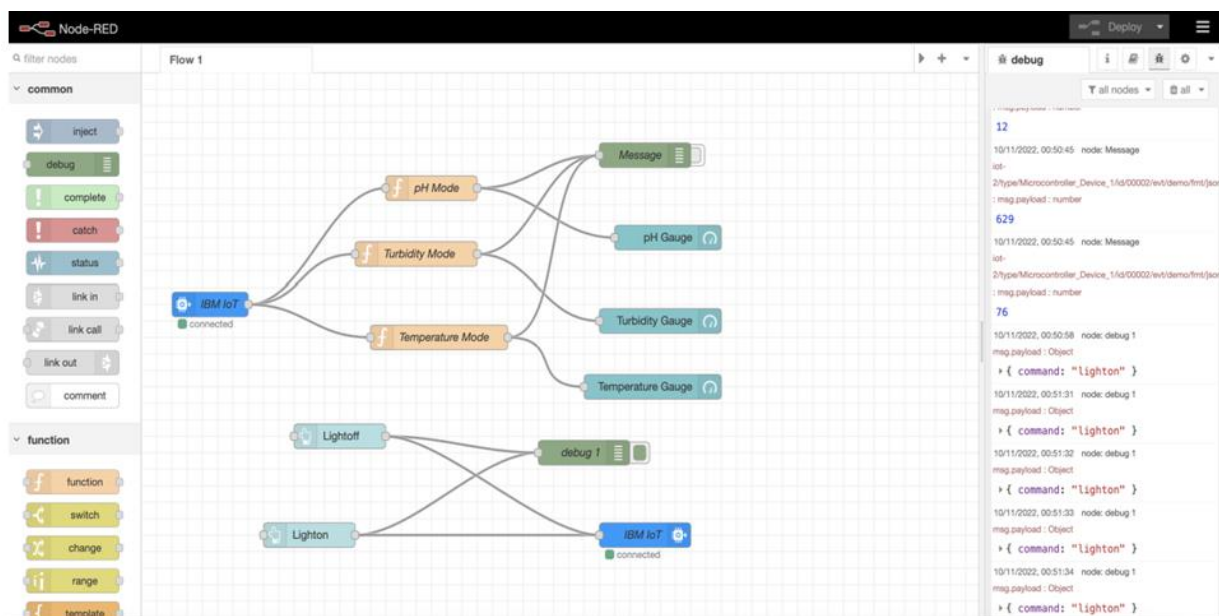 Node-RED
Deploy
filter nodes
Flow 1
debug
common
all nodes
all
inject
debug
complete
catch
status
link in
link call
link out
comment
function
function
switch
change
range
template
Message
pH Mode
pH Gauge
Turbidity Mode
IBM IoT
connected
Turbidity Gauge
Temperature Mode
Temperature Gauge
Lightoff
debug 1
Lighton
IBM IoT
connected
: msg.payload : number
12
10/11/2022, 00:50:45 node: Message
iot-
2/type/Microcontroller_Device_1/id/00002/evt/demo/fmt/json
: msg.payload : number
629
10/11/2022, 00:50:45 node: Message
iot-
2/type/Microcontroller_Device_1/id/00002/evt/demo/fmt/json
: msg.payload : number
76
10/11/2022, 00:50:58 node: debug 1
msg.payload : Object
{ command: "lighton" }
10/11/2022, 00:51:31 node: debug 1
msg.payload : Object
{ command: "lighton" }
10/11/2022, 00:51:32 node: debug 1
msg.payload : Object
{ command: "lighton" }
10/11/2022, 00:51:33 node: debug 1
msg.payload : Object
{ command: "lighton" }
10/11/2022, 00:51:34 node: debug 1
msg.payload : Object
{ command: "lighton" }